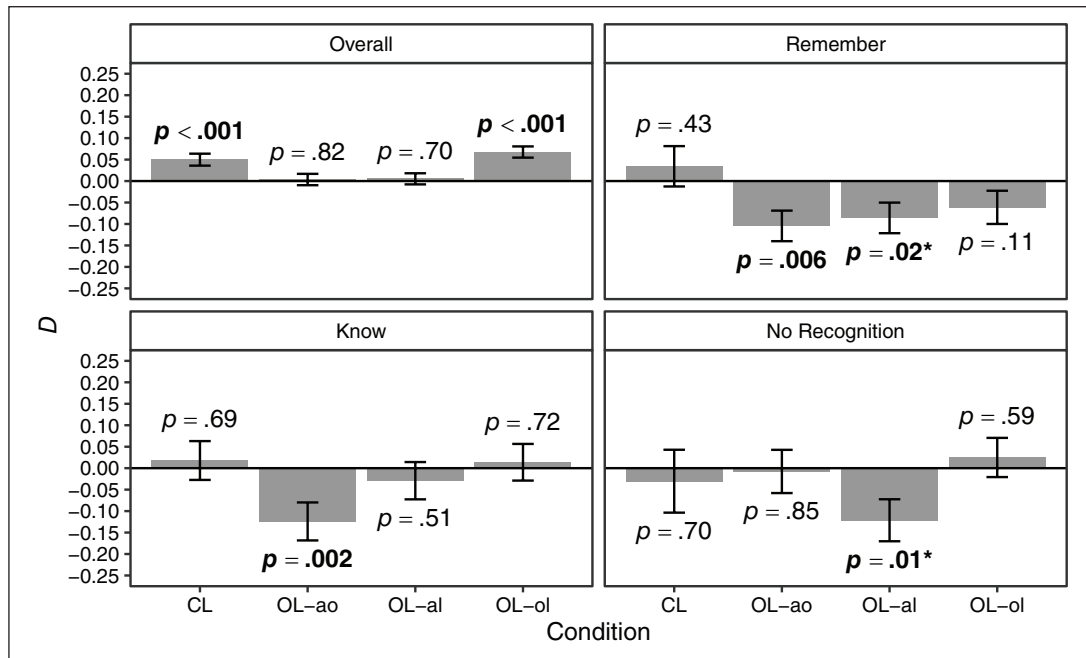 Overall
Remember
0.25
0.20
0.15
0.10
0.05
0.00
−0.05
−0.10
−0.15
−0.20
−0.25
p < .001
p = .82
p = .70
p < .001
p = .43
p = .006
p = .02*
p = .11
D
Know
No Recognition
0.25
0.20
0.15
0.10
0.05
0.00
−0.05
−0.10
−0.15
−0.20
−0.25
p = .69
p = .002
p = .51
p = .72
p = .70
p = .85
p = .01*
p = .59
CL OL−ao OL−al OL−ol
CL OL−ao OL−al OL−ol
Condition